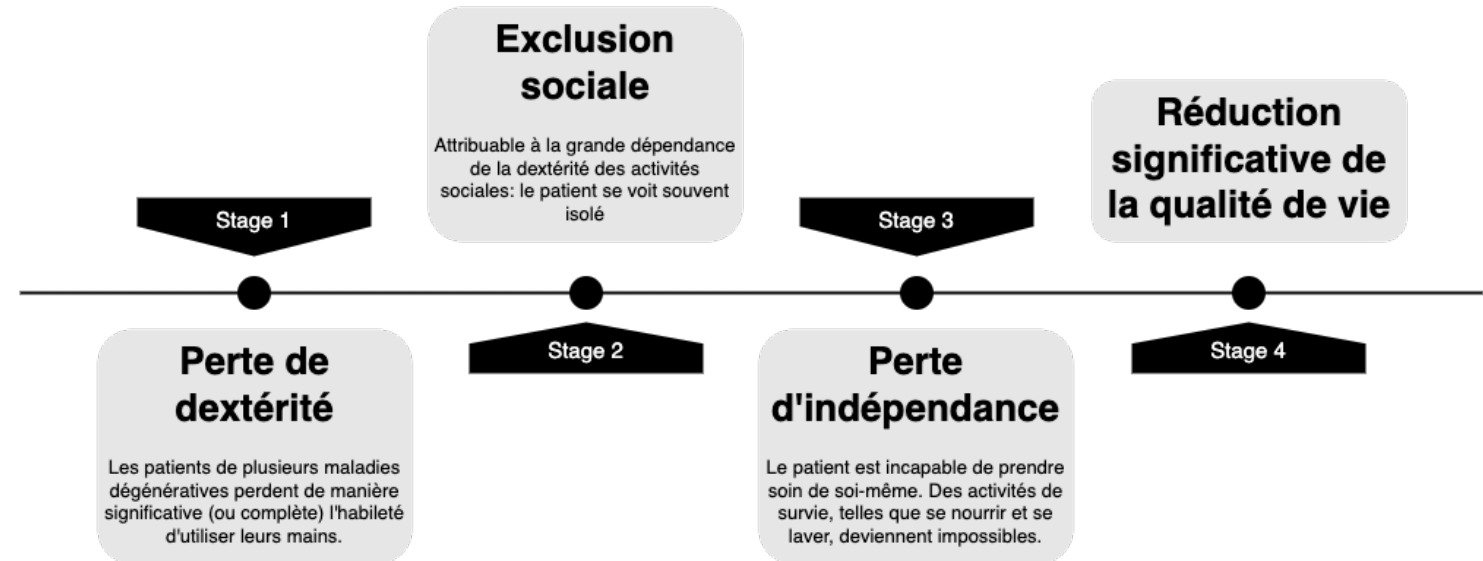 Stage 1
Perte de
dextérité
Les patients de plusieurs maladies
dégénératives perdent de manière
significative (ou complète) l'habileté
d'utiliser leurs mains.
Exclusion
sociale
Attribuable à la grande dépendance
de la dextérité des activités
sociales: le patient se voit souvent
isolé
Stage 2
Stage 3
Perte
d'indépendance
Le patient est incapable de prendre
soin de soi-même. Des activités de
survie, telles que se nourrir et se
laver, deviennent impossibles.
Réduction
significative de
la qualité de vie
Stage 4